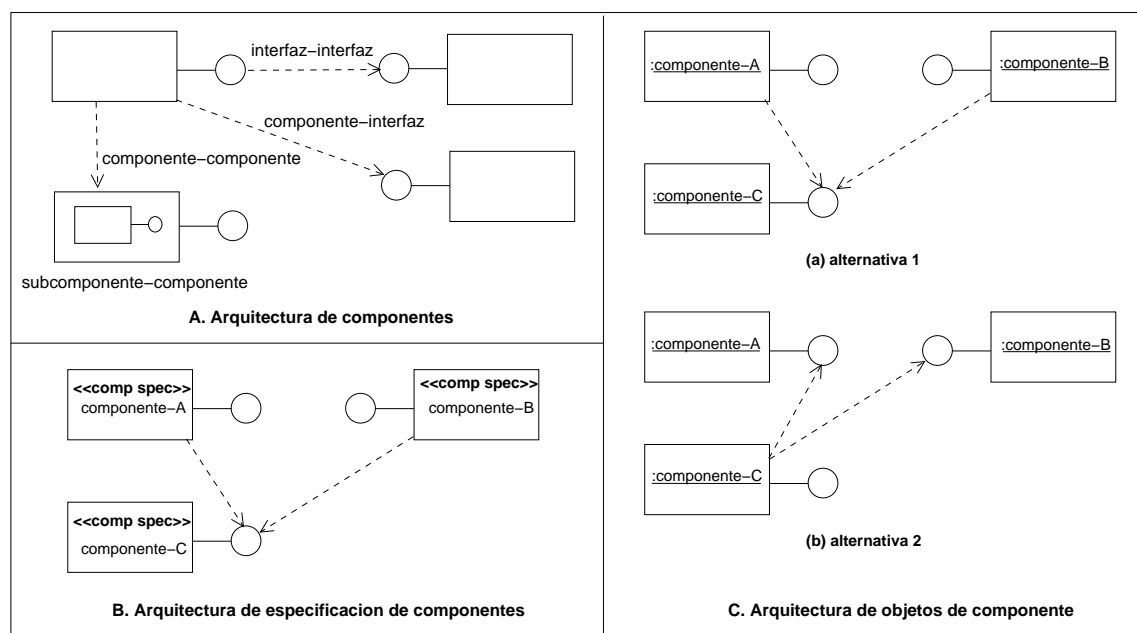 interfaz−interfaz
componente−interfaz
componente−componente
subcomponente−componente
A. Arquitectura de componentes
<<comp spec>>
componente−A
<<comp spec>>
componente−B
<<comp spec>>
componente−C
B. Arquitectura de especificacion de componentes
:componente−A
:componente−B
:componente−C
(a) alternativa 1
:componente−A
:componente−B
:componente−C
(b) alternativa 2
C. Arquitectura de objetos de componente